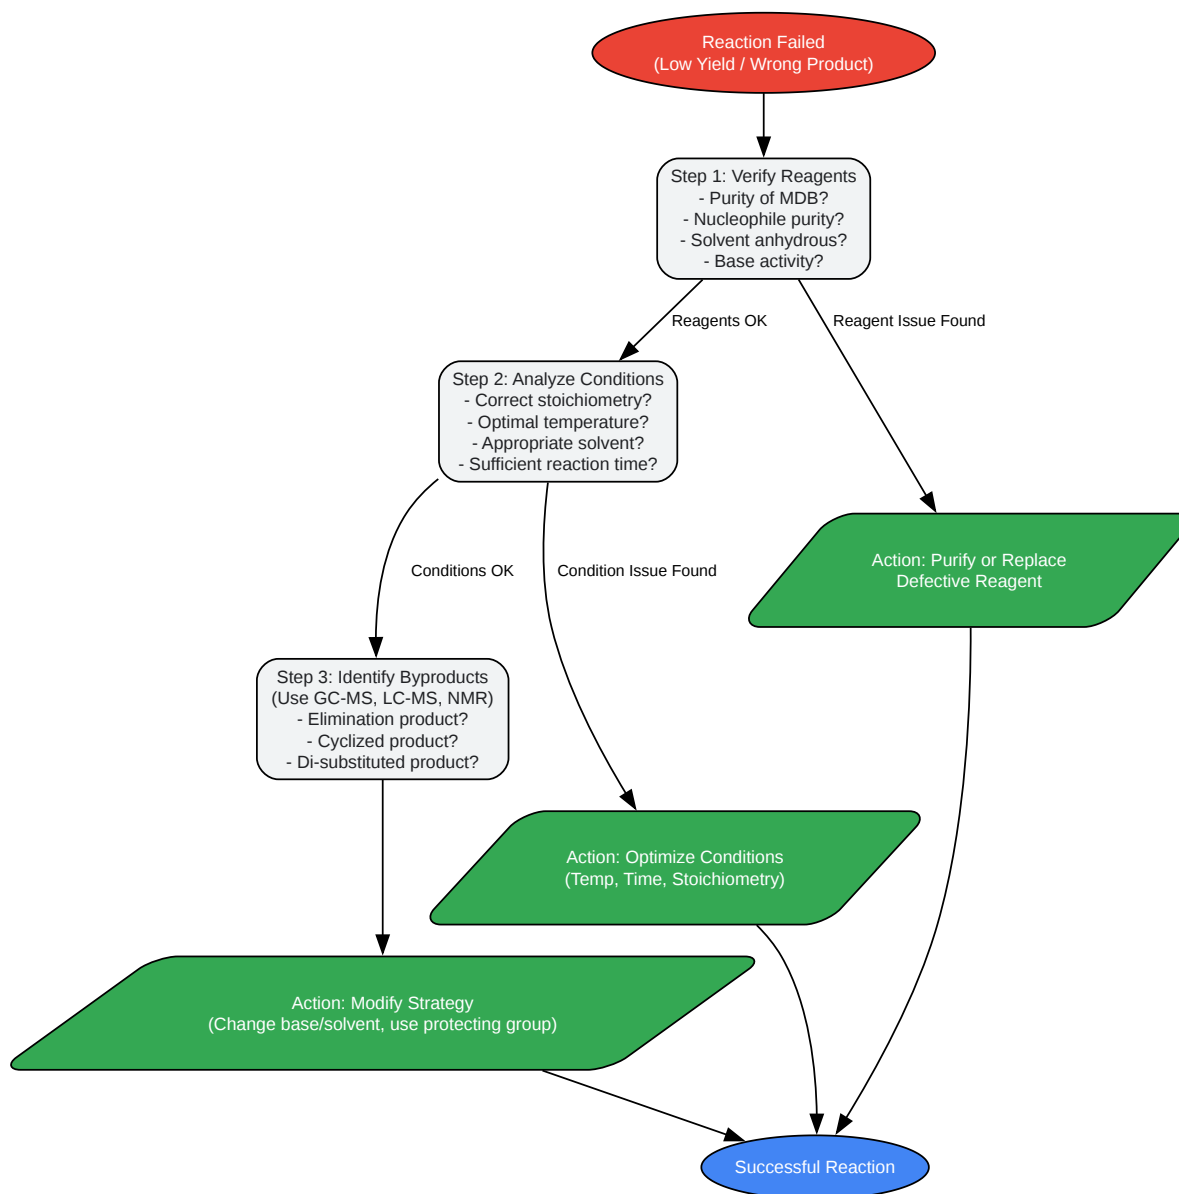 Reaction Failed
(Low Yield / Wrong Product)
Step 1: Verify Reagents
- Purity of MDB?
- Nucleophile purity?
- Solvent anhydrous?
- Base activity?
Reagents OK
Reagent Issue Found
Step 2: Analyze Conditions
- Correct stoichiometry?
- Optimal temperature?
- Appropriate solvent?
- Sufficient reaction time?
Action: Purify or Replace
Defective Reagent
Conditions OK
Condition Issue Found
Step 3: Identify Byproducts
(Use GC-MS, LC-MS, NMR)
- Elimination product?
- Cyclized product?
- Di-substituted product?
Action: Optimize Conditions
(Temp, Time, Stoichiometry)
Action: Modify Strategy
(Change base/solvent, use protecting group)
Successful Reaction